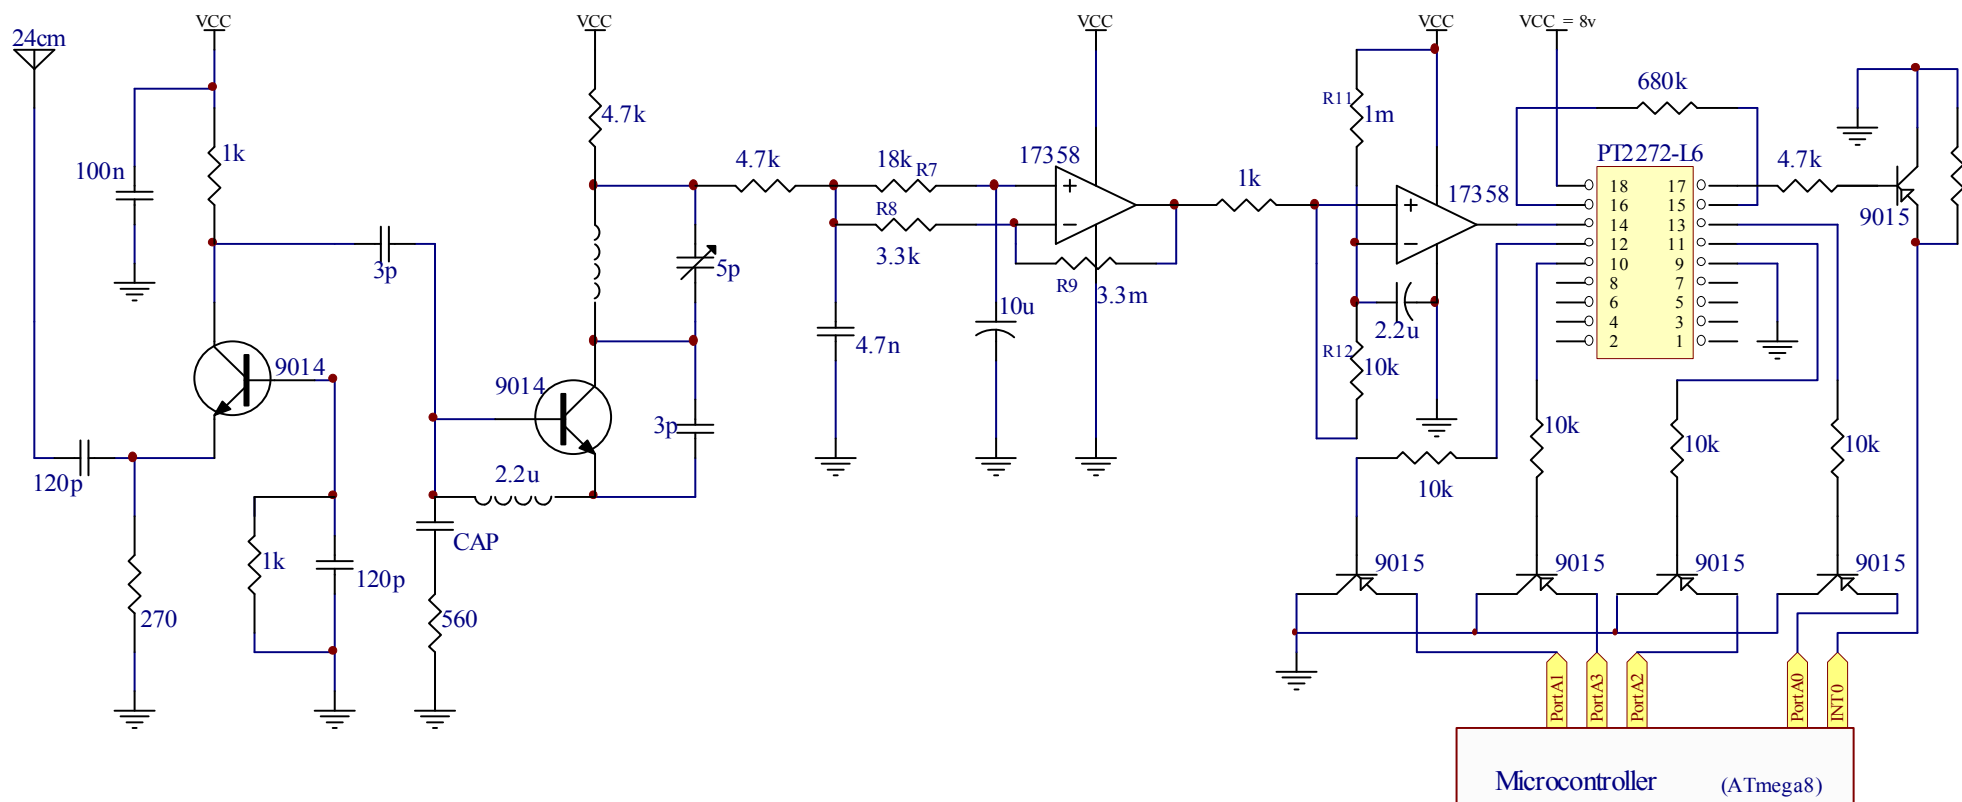 24cm
VCC
VCC
VCC
VCC
VCC = 8v
100n
1k
4.7k
4.7k
18k
R7
R8
3.3k
17358
R9
3.3m
1k
R11
1m
17358
680k
PT2272-L6
18 17
16 15
14 13
12 11
10 9
8 7
6 5
4 3
2 1
4.7k
9015
3p
5p
4.7n
10u
2.2u
R12
10k
9014
9014
3p
120p
2.2u
CAP
1k
120p
270
560
10k
10k
10k
10k
9015
9015
9015
9015
PortA1
PortA3
PortA2
PortA0
INT0
Microcontroller (ATmega8)